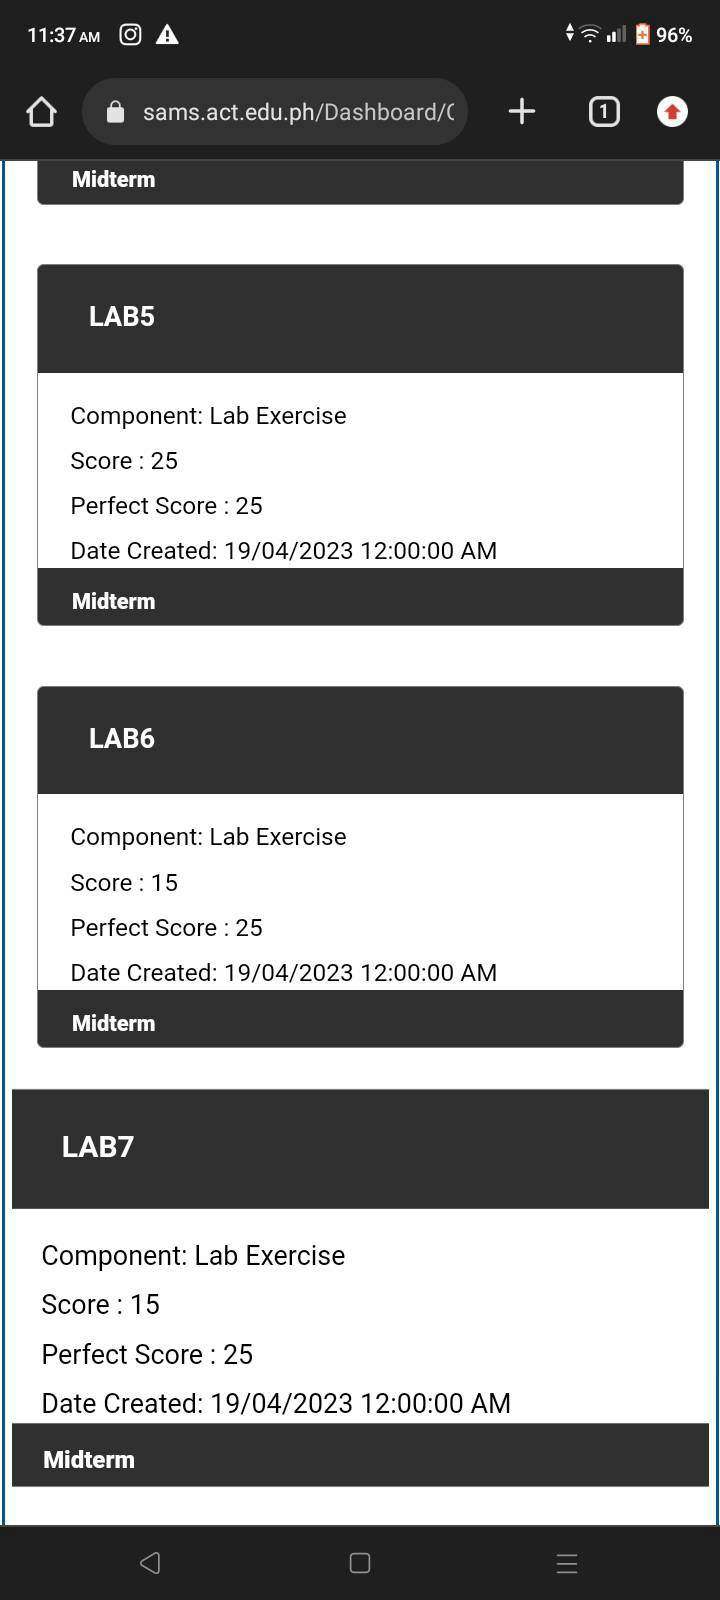 11:37 AM
96%
sams.act.edu.ph/Dashboard/
1
Midterm
LAB5
Component: Lab Exercise
Score : 25
Perfect Score : 25
Date Created: 19/04/2023 12:00:00 AM
Midterm
LAB6
Component: Lab Exercise
Score : 15
Perfect Score : 25
Date Created: 19/04/2023 12:00:00 AM
Midterm
LAB7
Component: Lab Exercise
Score : 15
Perfect Score : 25
Date Created: 19/04/2023 12:00:00 AM
Midterm